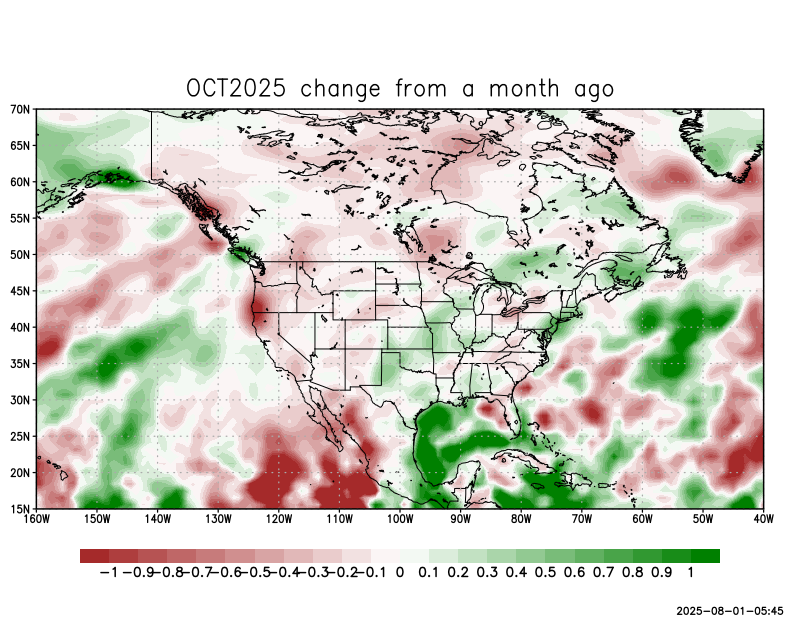 OCT2025 change from a month ago
70N
65N
60N
55N
50N
45N
40N
35N
30N
25N
20N
15N
160W 150W 140W 130W 120W 110W 100W 90W 80W 70W 60W 50W 40W
-1 -0.9 -0.8 -0.7 -0.6 -0.5 -0.4 -0.3 -0.2 -0.1 0 0.1 0.2 0.3 0.4 0.5 0.6 0.7 0.8 0.9 1
2025-08-01-05:45